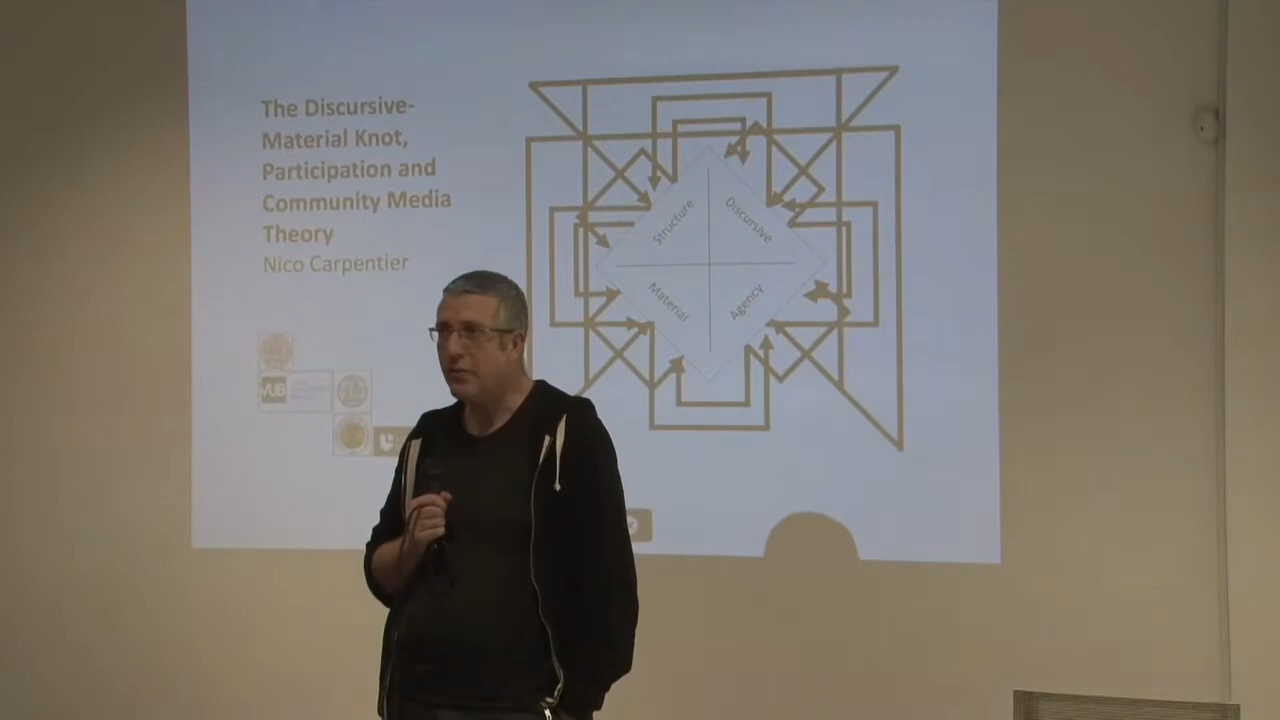 The Discursive-
Material Knot,
Participation and
Community Media
Theory
Nico Carpentier
Structure
Discursive
Material
Agency
VUB